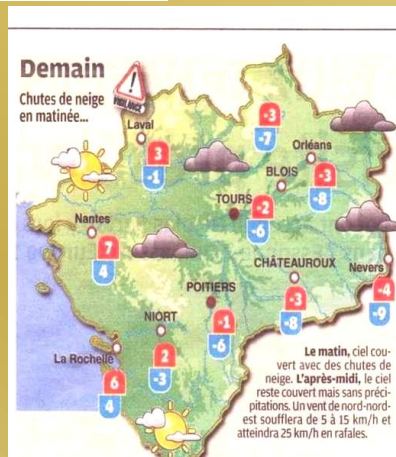 Demain
Chutes de neige
en matinée...
VIGILANCE
Laval
3
-1
-3
-7
Orléans
-3
-8
BLOIS
TOURS
-2
-6
Nantes
7
4
CHÂTEAUROUX
-3
-8
Nevers
-4
-9
POITIERS
-1
-6
NIORT
2
-3
La Rochelle
6
4
Le matin, ciel cou-
vert avec des chutes de
neige. L'après-midi, le ciel
reste couvert mais sans préci-
pitations. Un vent de nord-nord-
est soufflera de 5 à 15 km/h et
atteindra 25 km/h en rafales.